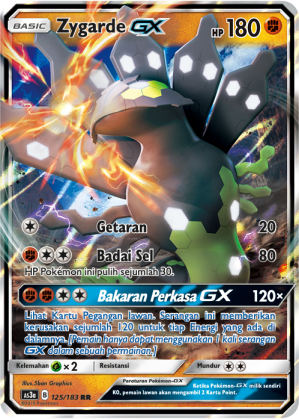 BASIC Zygarde GX HP 180
Getaran 20
Badai Sel 80
HP Pokémon ini pulih sejumlah 30.
Bakaran Perkasa GX 120×
Lihat Kartu Pegangan lawan. Serangan ini memberikan
kerusakan sejumlah 120 untuk tiap Energi yang ada
di dalamnya. [Pemain hanya dapat menggunakan 1 kali serangan
GX dalam sebuah permainan.]
Kelemahan × 2 Resistansi Mundur
Illus. 5ban Graphics
Peraturan Pokémon-GX
Ketika Pokémon-GX milik sendiri
KO, pemain lawan akan mengambil 2 Kartu Point.
AS3a 125/183 RR